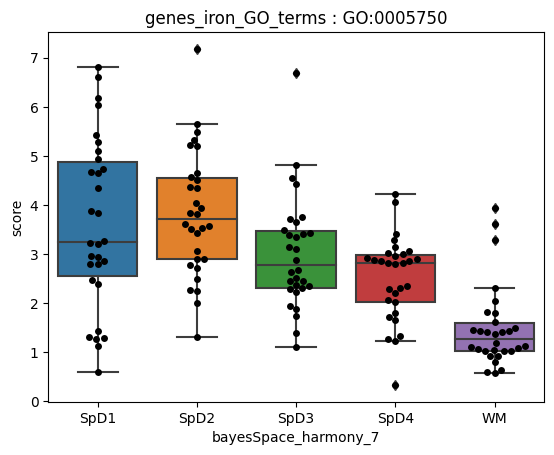 genes_iron_GO_terms : GO:0005750
7
6
5
4
3
2
1
0
score
SpD1 SpD2 SpD3 SpD4 WM
bayesSpace_harmony_7